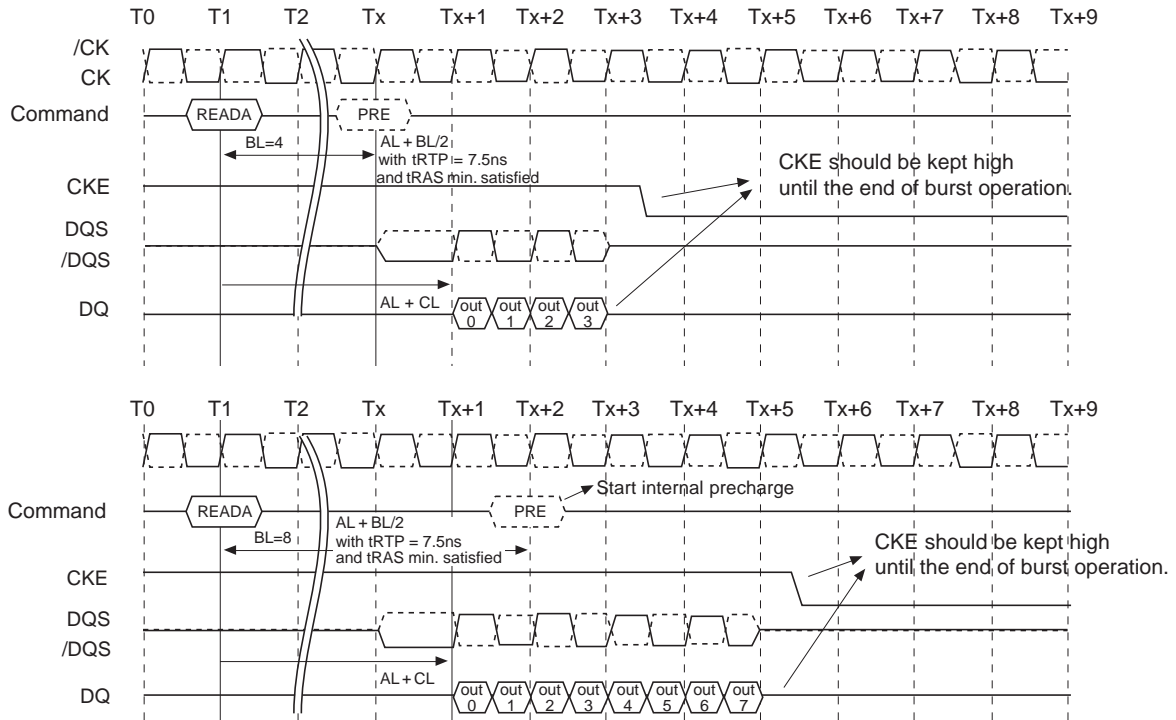 T0 T1 T2 Tx Tx+1 Tx+2 Tx+3 Tx+4 Tx+5 Tx+6 Tx+7 Tx+8 Tx+9
/CK
CK
Command READA PRE
BL=4 AL + BL/2
with tRTP = 7.5ns
and tRAS min. satisfied
CKE should be kept high
until the end of burst operation.
CKE
DQS
/DQS
AL + CL
DQ out 0 out 1 out 2 out 3
T0 T1 T2 Tx Tx+1 Tx+2 Tx+3 Tx+4 Tx+5 Tx+6 Tx+7 Tx+8 Tx+9
Start internal precharge
Command READA PRE
BL=8 AL + BL/2
with tRTP = 7.5ns
and tRAS min. satisfied
CKE should be kept high
until the end of burst operation.
CKE
DQS
/DQS
AL + CL
DQ out 0 out 1 out 2 out 3 out 4 out 5 out 6 out 7